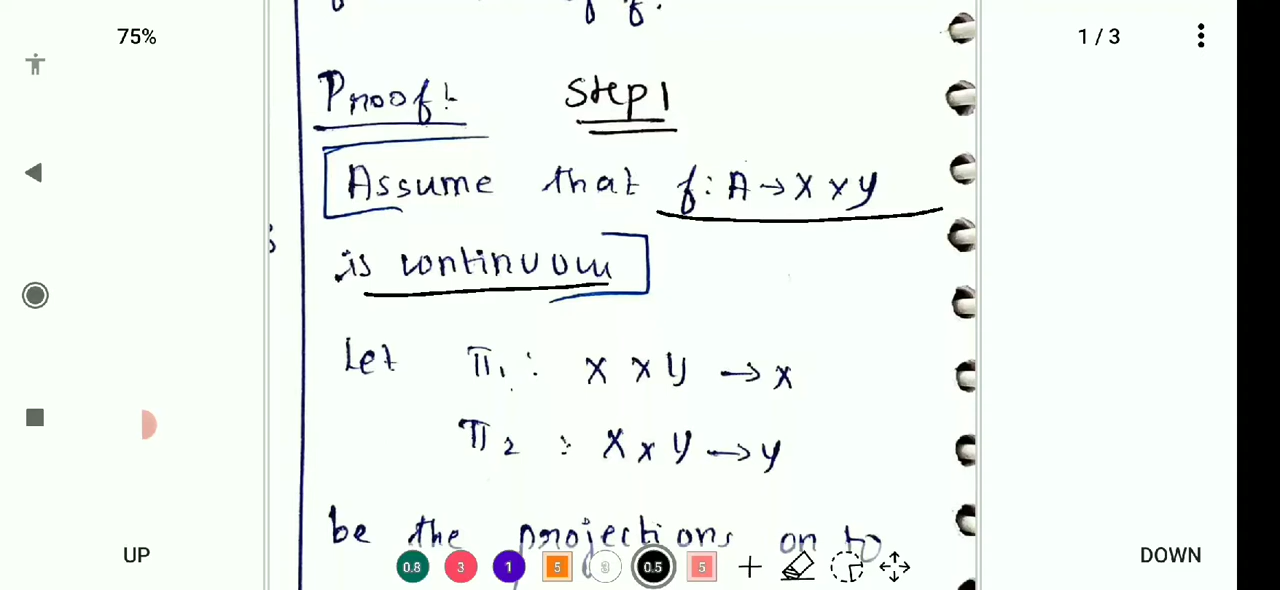 75%
1 / 3
Proof:- Step 1
Assume that f: A → X x Y
is continuous
Let π₁ : X x Y → X
π₂ : X x Y → Y
be the projections on to
UP
DOWN
0.8 3 1 5 3 0.5 5